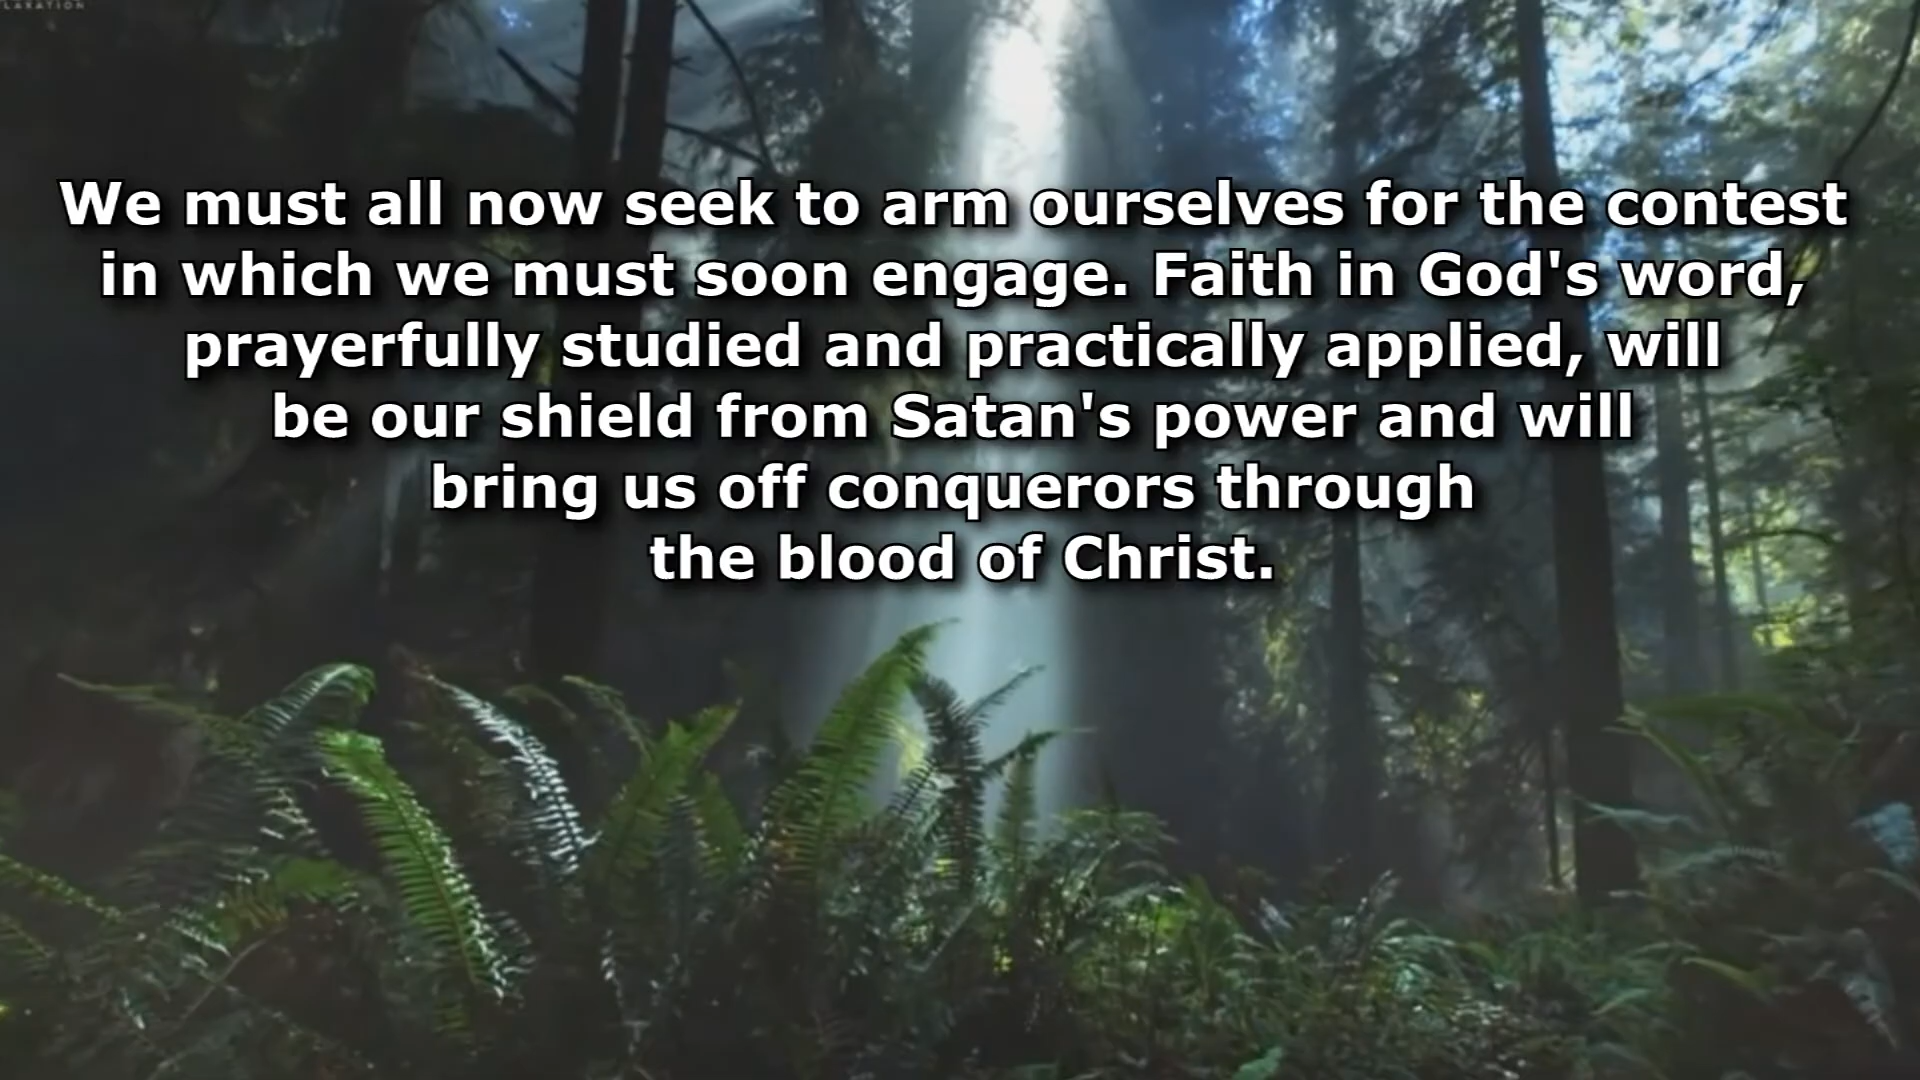 LAXATION
We must all now seek to arm ourselves for the contest
in which we must soon engage. Faith in God's word,
prayerfully studied and practically applied, will
be our shield from Satan's power and will
bring us off conquerors through
the blood of Christ.